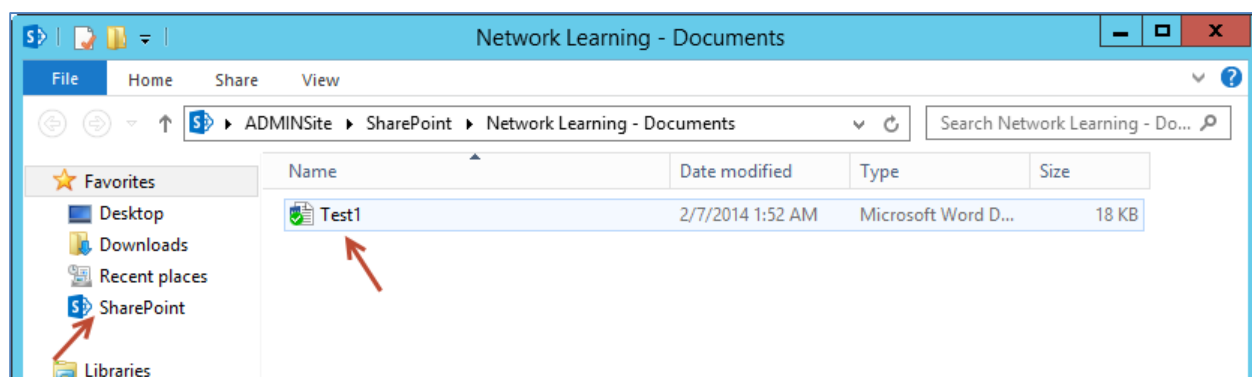 Network Learning - Documents
File Home Share View
ADMINSite SharePoint Network Learning - Documents Search Network Learning - Do...
Favorites
Desktop
Downloads
Recent places
SharePoint
Libraries
Name Date modified Type Size
Test1 2/7/2014 1:52 AM Microsoft Word D... 18 KB